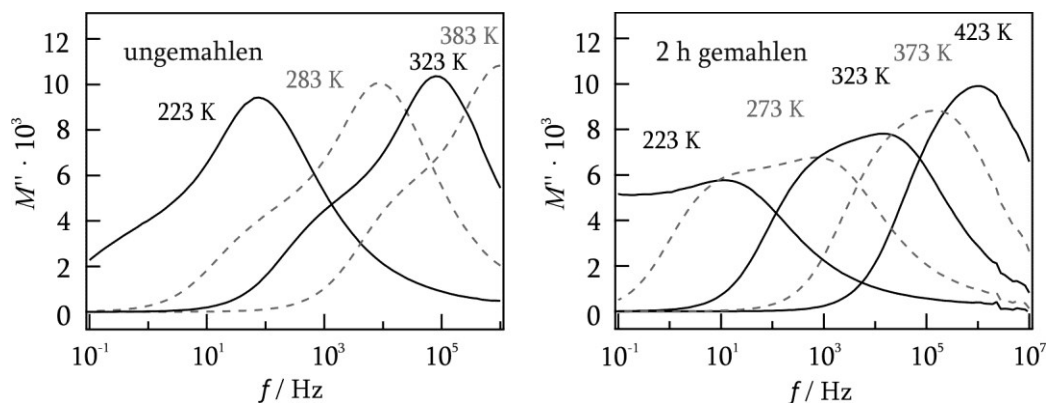 ungemahlen
383 K
323 K
283 K
223 K
M'' · 10³
12
10
8
6
4
2
0
10⁻¹
10¹
10³
10⁵
f / Hz
2 h gemahlen
423 K
373 K
323 K
273 K
223 K
M'' · 10³
12
10
8
6
4
2
0
10⁻¹
10¹
10³
10⁵
10⁷
f / Hz